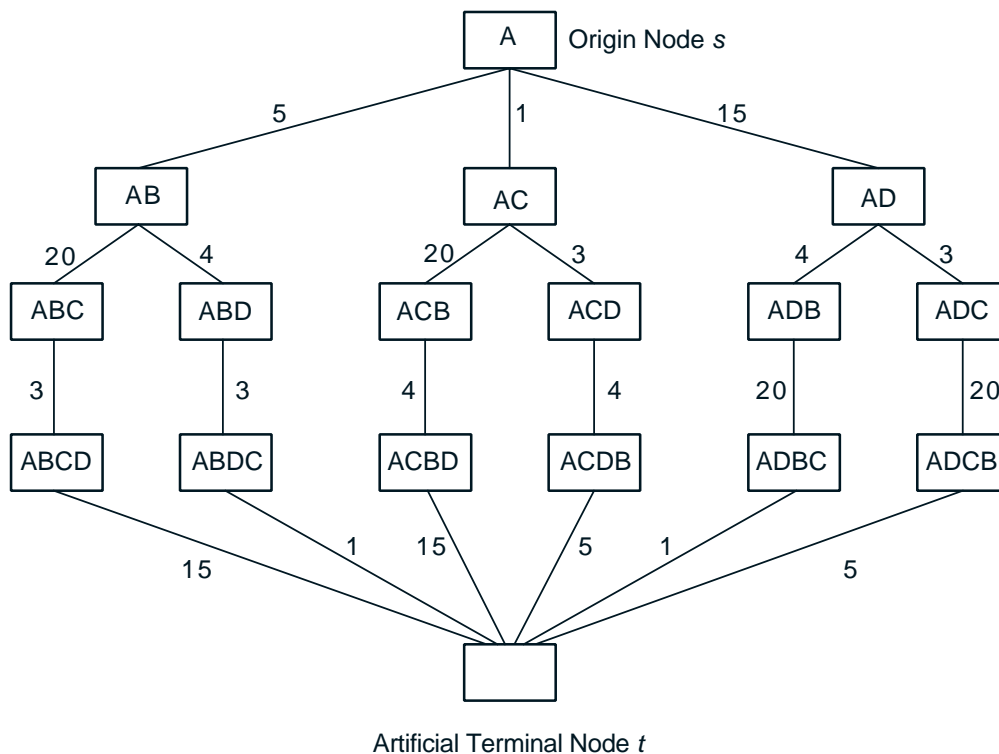 A Origin Node s
5 1 15
AB AC AD
20 4 20 3 4 3
ABC ABD ACB ACD ADB ADC
3 3 4 4 20 20
ABCD ABDC ACBD ACDB ADBC ADCB
15 1 15 5 1 5
Artificial Terminal Node t